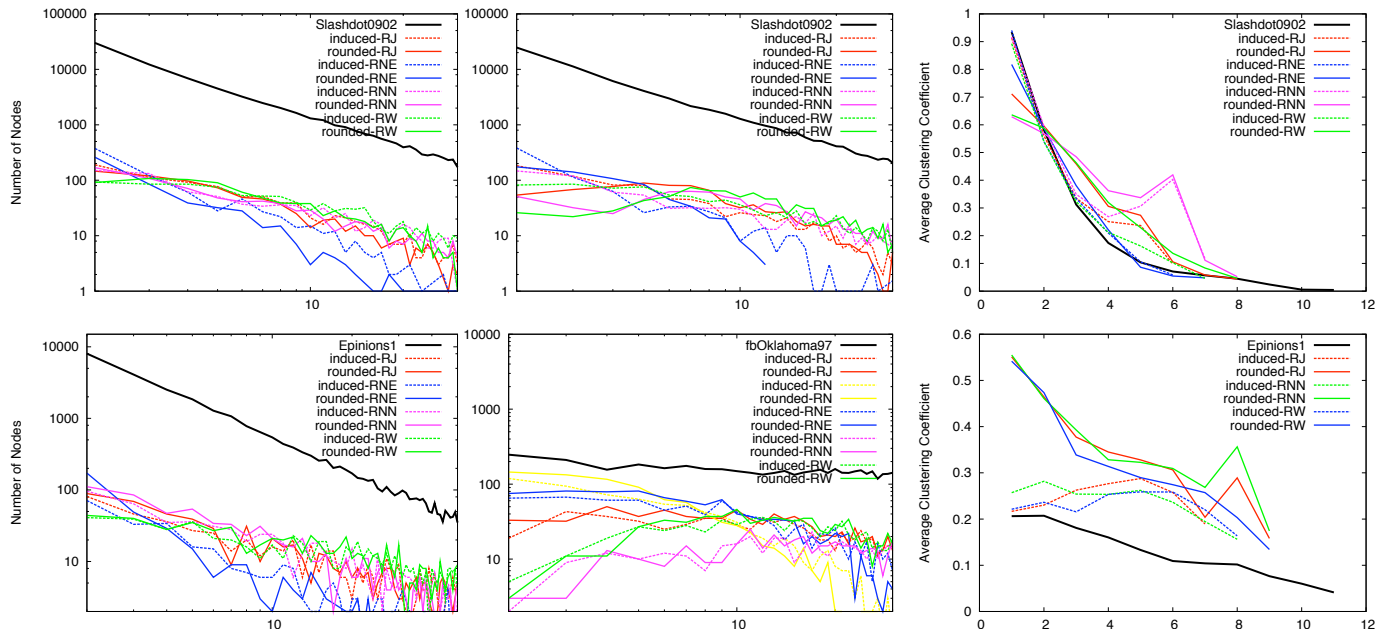 Number of Nodes
100000
10000
1000
100
10
1
10
Slashdot0902
induced-RJ
rounded-RJ
induced-RNE
rounded-RNE
induced-RNN
rounded-RNN
induced-RW
rounded-RW
100000
10000
1000
100
10
1
10
Slashdot0902
induced-RJ
rounded-RJ
induced-RNE
rounded-RNE
induced-RNN
rounded-RNN
induced-RW
rounded-RW
Average Clustering Coefficient
1
0.9
0.8
0.7
0.6
0.5
0.4
0.3
0.2
0.1
0
0 2 4 6 8 10 12
Slashdot0902
induced-RJ
rounded-RJ
induced-RNE
rounded-RNE
induced-RNN
rounded-RNN
induced-RW
rounded-RW
Number of Nodes
10000
1000
100
10
10
Epinions1
induced-RJ
rounded-RJ
induced-RNE
rounded-RNE
induced-RNN
rounded-RNN
induced-RW
rounded-RW
10000
1000
100
10
10
fbOklahoma97
induced-RJ
rounded-RJ
induced-RN
rounded-RN
induced-RNE
rounded-RNE
induced-RNN
rounded-RNN
induced-RW
rounded-RW
Average Clustering Coefficient
0.6
0.5
0.4
0.3
0.2
0.1
0
0 2 4 6 8 10 12
Epinions1
induced-RJ
rounded-RJ
induced-RNN
rounded-RNN
induced-RW
rounded-RW